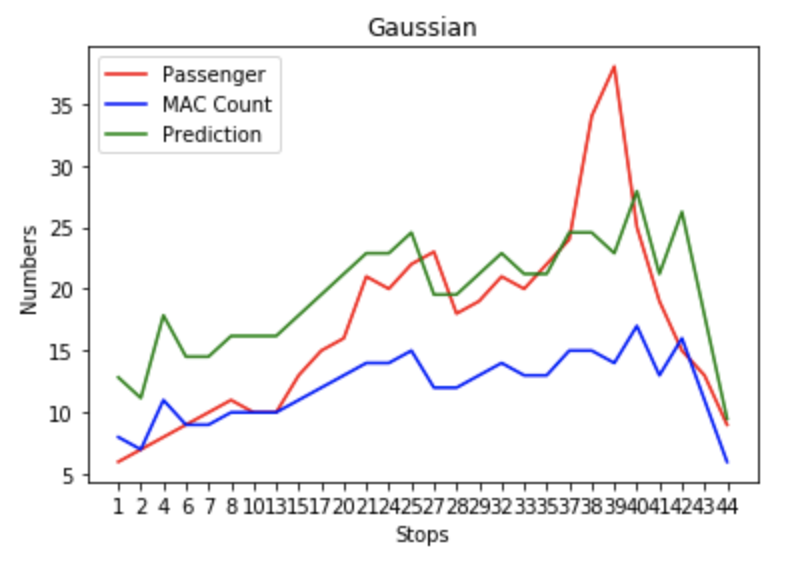 Gaussian
Passenger
MAC Count
Prediction
35
30
25
20
15
10
5
Numbers
1 2 4 6 7 8 10 13 15 17 20 21 24 25 27 28 29 32 33 35 37 38 39 40 41 42 43 44
Stops